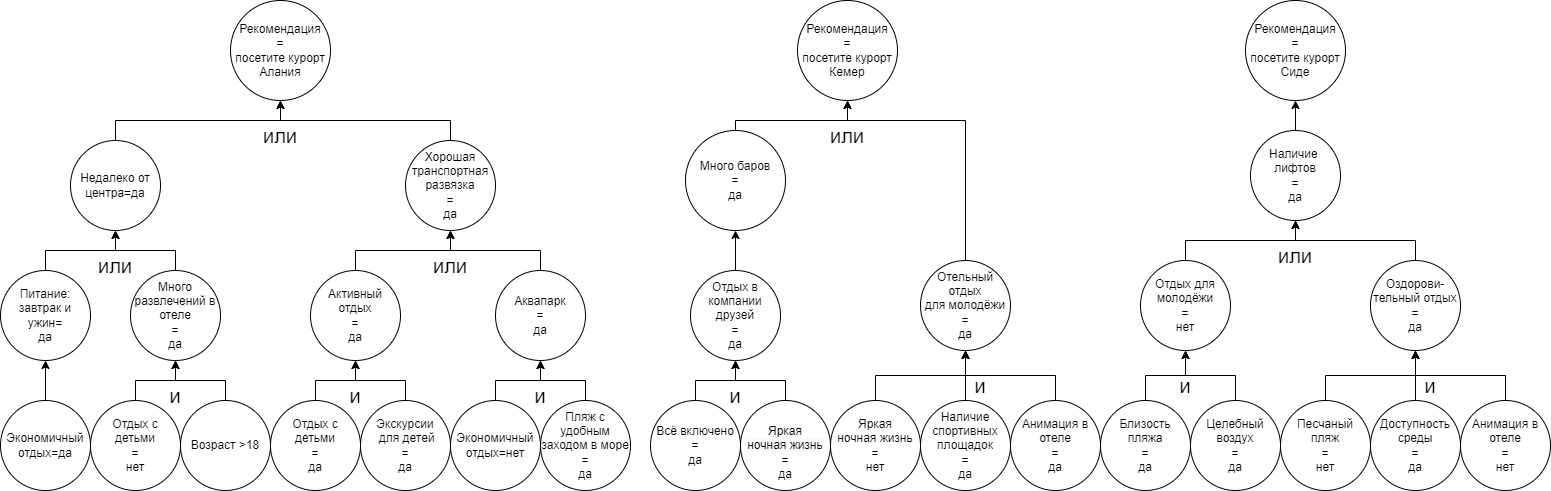 Рекомендация
=
посетите курорт
Алания
Рекомендация
=
посетите курорт
Кемер
Рекомендация
=
посетите курорт
Сиде
ИЛИ
ИЛИ
Недалеко от
центра=да
Хорошая
транспортная
развязка
=
да
Много баров
=
да
Наличие
лифтов
=
да
ИЛИ
ИЛИ
ИЛИ
Питание:
завтрак и
ужин=
да
Много
развлечений в
отеле
=
да
Активный
отдых
=
да
Аквапарк
=
да
Отдых в
компании
друзей
=
да
Отельный
отдых
для молодёжи
=
да
Отдых для
молодёжи
=
нет
Оздорови-
тельный отдых
=
да
И
И
И
И
И
И
И
Экономичный
отдых=да
Отдых с
детьми
=
нет
Возраст >18
Отдых с
детьми
=
да
Экскурсии
для детей
=
да
Экономичный
отдых=нет
Пляж с
удобным
заходом в море
=
да
Всё включено
=
да
Яркая
ночная жизнь
=
да
Яркая
ночная жизнь
=
нет
Наличие
спортивных
площадок
=
да
Анимация в
отеле
=
да
Близость
пляжа
=
да
Целебный
воздух
=
да
Песчаный
пляж
=
нет
Доступность
среды
=
да
Анимация в
отеле
=
нет